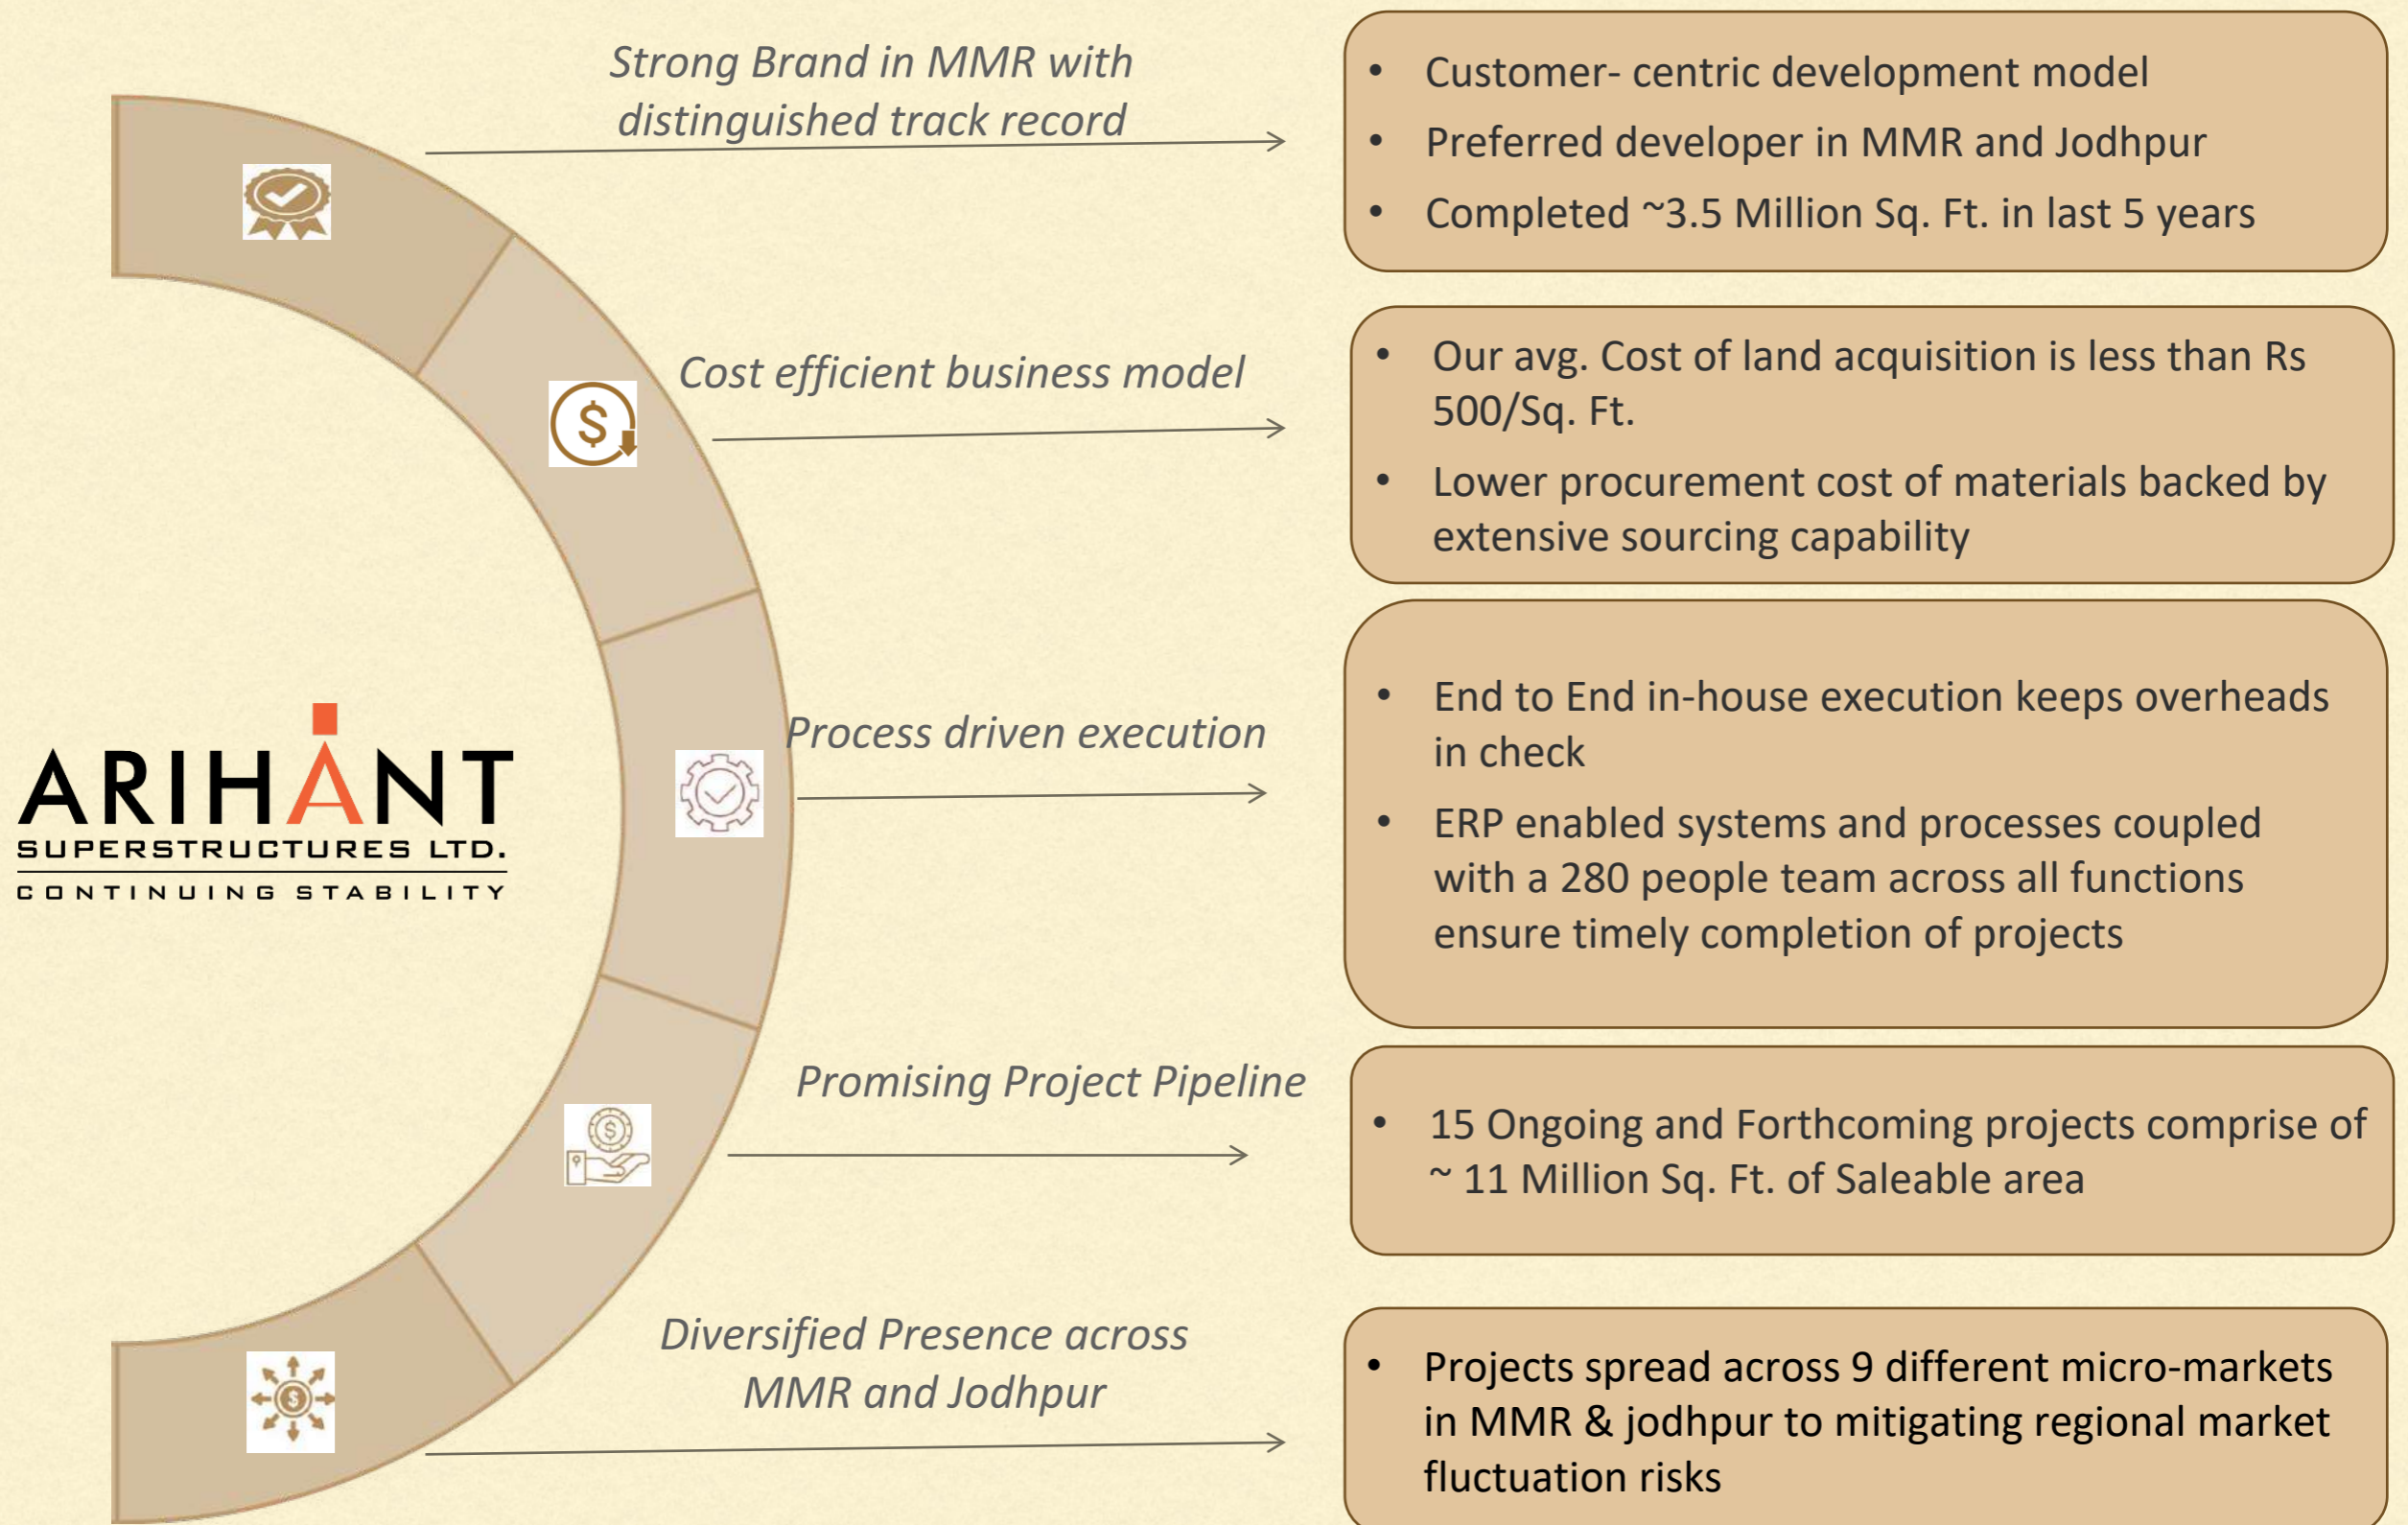 ARIHANT
SUPERSTRUCTURES LTD.
CONTINUING STABILITY
Strong Brand in MMR with
distinguished track record
• Customer- centric development model
• Preferred developer in MMR and Jodhpur
• Completed ~3.5 Million Sq. Ft. in last 5 years
Cost efficient business model
• Our avg. Cost of land acquisition is less than Rs
500/Sq. Ft.
• Lower procurement cost of materials backed by
extensive sourcing capability
Process driven execution
• End to End in-house execution keeps overheads
in check
• ERP enabled systems and processes coupled
with a 280 people team across all functions
ensure timely completion of projects
Promising Project Pipeline
• 15 Ongoing and Forthcoming projects comprise of
~ 11 Million Sq. Ft. of Saleable area
Diversified Presence across
MMR and Jodhpur
• Projects spread across 9 different micro-markets
in MMR & jodhpur to mitigating regional market
fluctuation risks